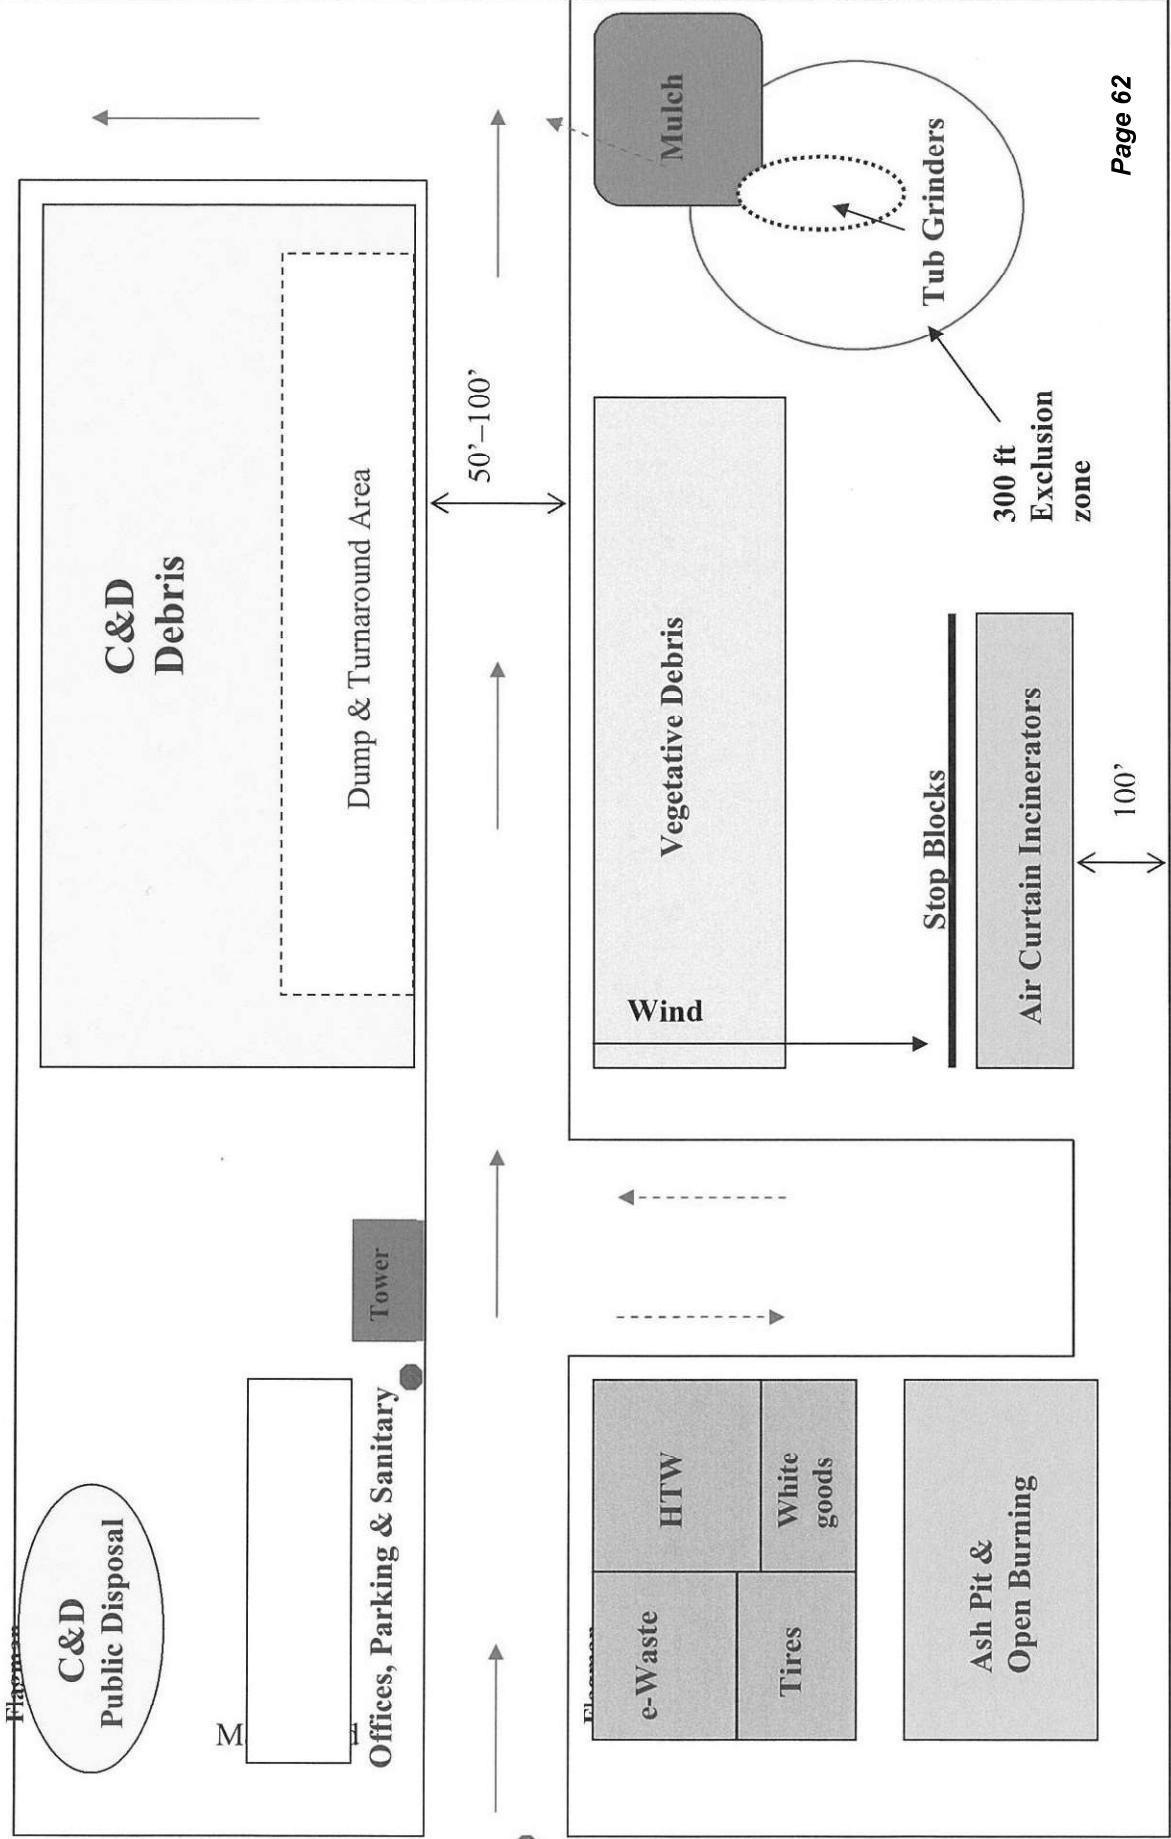 C&D
Debris
Dump & Turnaround Area
Tower
C&D
Public Disposal
Offices, Parking & Sanitary
Flagman
50'–100'
Mulch
Tub Grinders
300 ft
Exclusion
zone
Vegetative Debris
Wind
Stop Blocks
Air Curtain Incinerators
100'
HTW
White
goods
e-Waste
Tires
Ash Pit &
Open Burning
Page 62